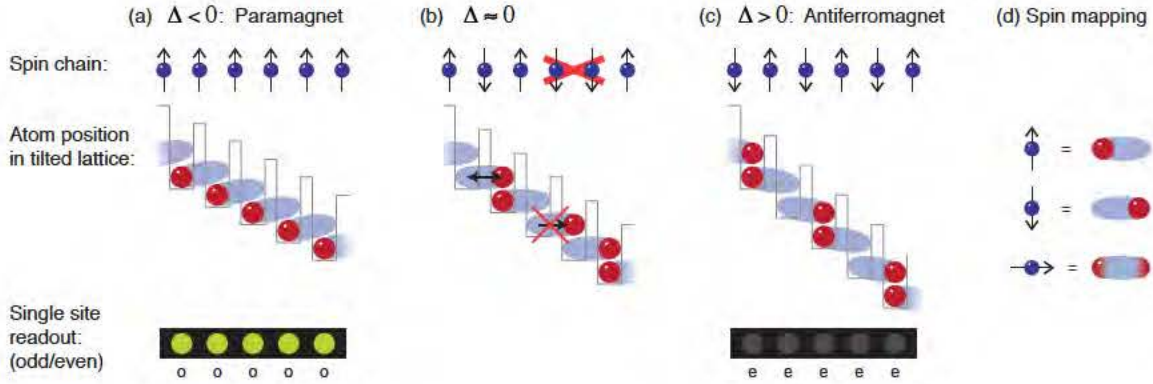 (a) Δ < 0: Paramagnet
(b) Δ ≈ 0
(c) Δ > 0: Antiferromagnet
(d) Spin mapping
Spin chain:
Atom position
in tilted lattice:
=
=
=
Single site
readout:
(odd/even)
o o o o o
e e e e e